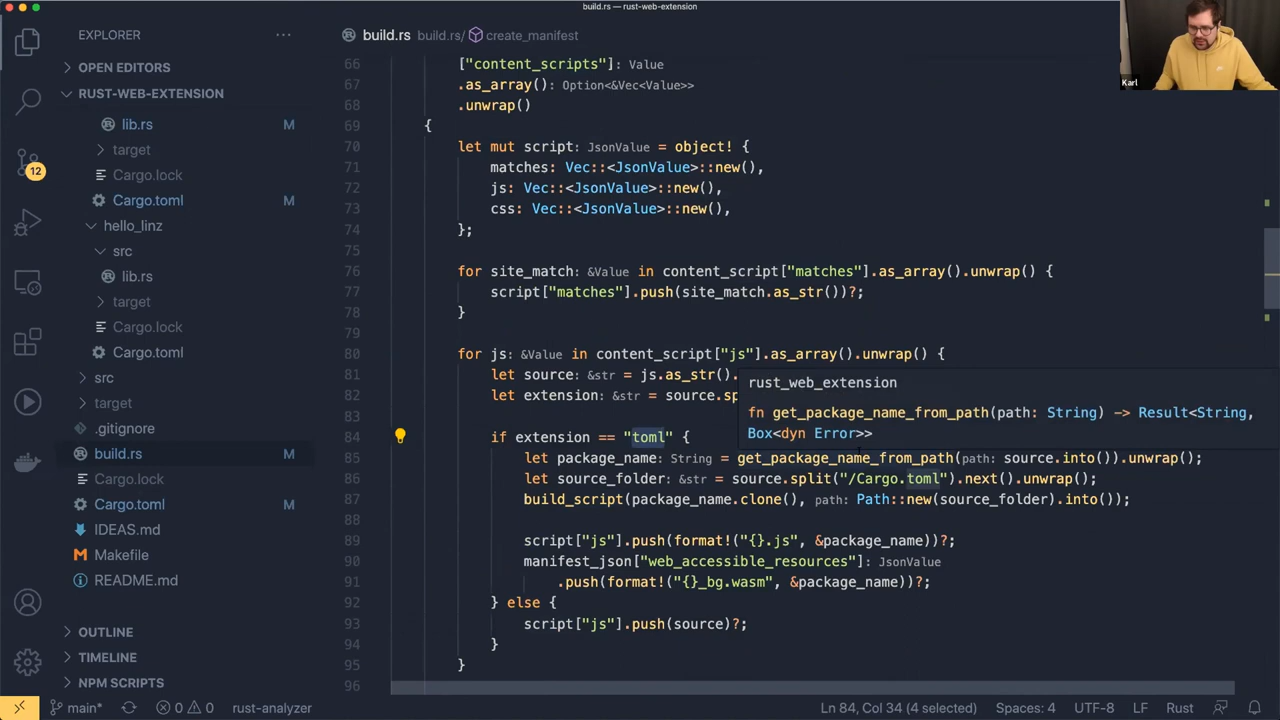 build.rs — rust-web-extension
Karl
EXPLORER
OPEN EDITORS
RUST-WEB-EXTENSION
lib.rs M
target
Cargo.lock
Cargo.toml M
hello_linz
src
lib.rs
target
Cargo.lock
Cargo.toml
src
target
.gitignore
build.rs
Cargo.lock
Cargo.toml M
IDEAS.md
Makefile
README.md
OUTLINE
TIMELINE
NPM SCRIPTS
12
build.rs build.rs/ create_manifest
66 ["content_scripts"]: Value
67 .as_array(): Option<&Vec<Value>>
68 .unwrap()
69 {
70 let mut script: JsonValue = object! {
71 matches: Vec::<JsonValue>::new(),
72 js: Vec::<JsonValue>::new(),
73 css: Vec::<JsonValue>::new(),
74 };
75
76 for site_match: &Value in content_script["matches"].as_array().unwrap() {
77 script["matches"].push(site_match.as_str())?;
78 }
79
80 for js: &Value in content_script["js"].as_array().unwrap() {
81 let source: &str = js.as_str().
82 let extension: &str = source.sp
83
84 if extension == "toml" {
85 let package_name: String = get_package_name_from_path(path: source.into()).unwrap();
86 let source_folder: &str = source.split("/Cargo.toml").next().unwrap();
87 build_script(package_name.clone(), path: Path::new(source_folder).into());
88
89 script["js"].push(format!("{}.js", &package_name))?;
90 manifest_json["web_accessible_resources"]: JsonValue
91 .push(format!("{}_bg.wasm", &package_name))?;
92 } else {
93 script["js"].push(source)?;
94 }
95 }
96
rust_web_extension
fn get_package_name_from_path(path: String) -> Result<String,
Box<dyn Error>>
main* 0 0 rust-analyzer Ln 84, Col 34 (4 selected) Spaces: 4 UTF-8 LF Rust